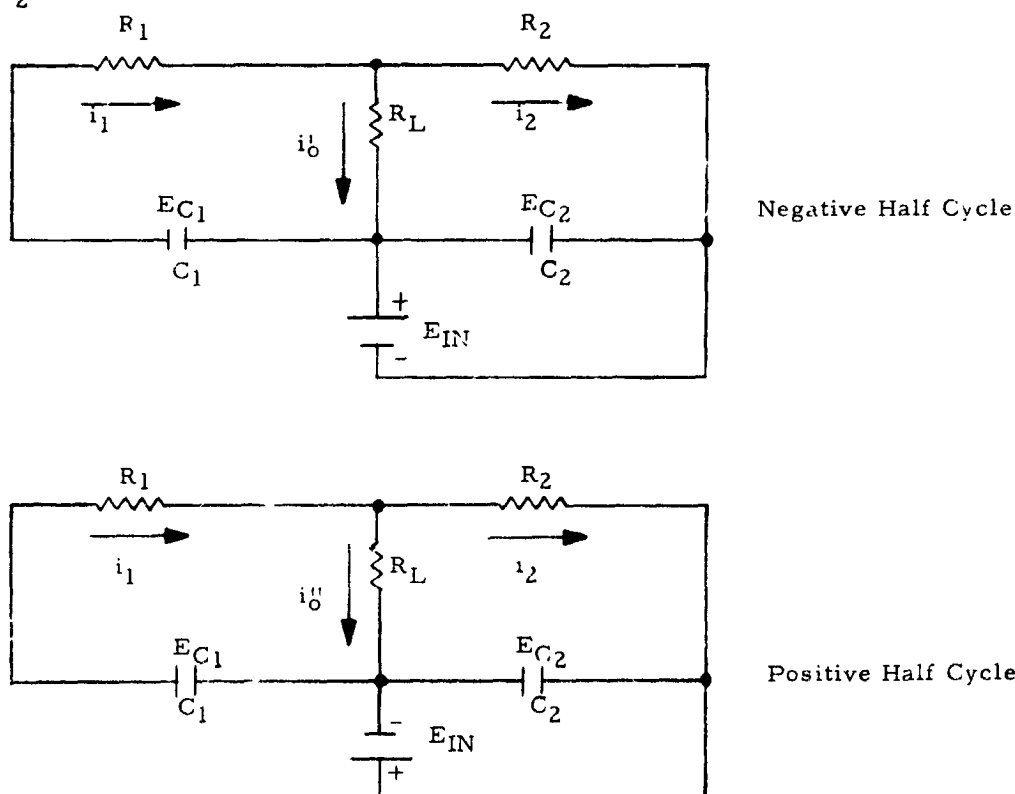 2
R1 R2
i1 RL i2
i'o
EC1 EC2 Negative Half Cycle
C1 C2
+
EIN
-
R1 R2
i1 RL i2
i"o
EC1 EC2 Positive Half Cycle
C1 C2
-
EIN
+